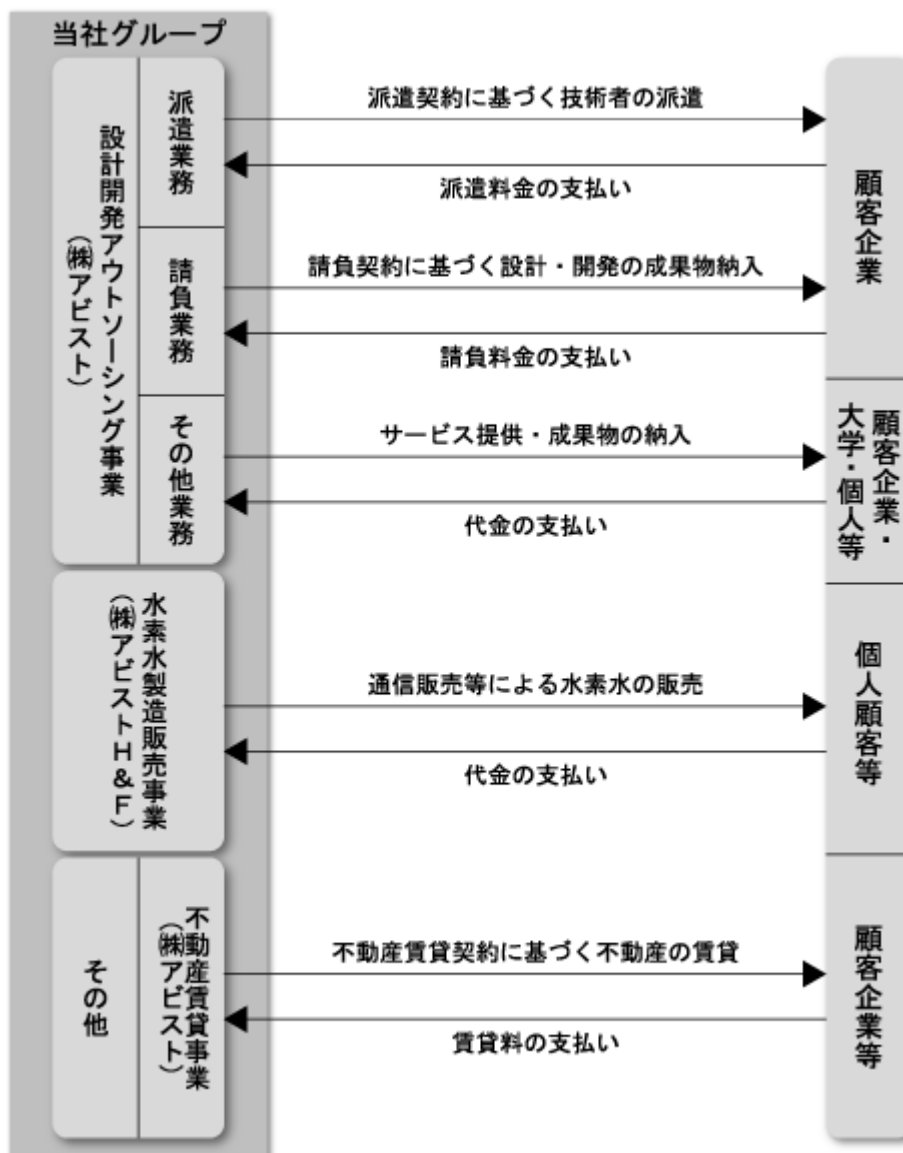 当社グループ
設計開発アウトソーシング事業
（㈱アビスト）
派遣業務
派遣契約に基づく技術者の派遣
派遣料金の支払い
顧客企業
請負業務
請負契約に基づく設計・開発の成果物納入
請負料金の支払い
その他業務
サービス提供・成果物の納入
代金の支払い
顧客企業・
大学・個人等
水素水製造販売事業
（㈱アビストH＆F）
通信販売等による水素水の販売
代金の支払い
個人顧客等
その他
不動産賃貸事業
（㈱アビスト）
不動産賃貸契約に基づく不動産の賃貸
賃貸料の支払い
顧客企業等